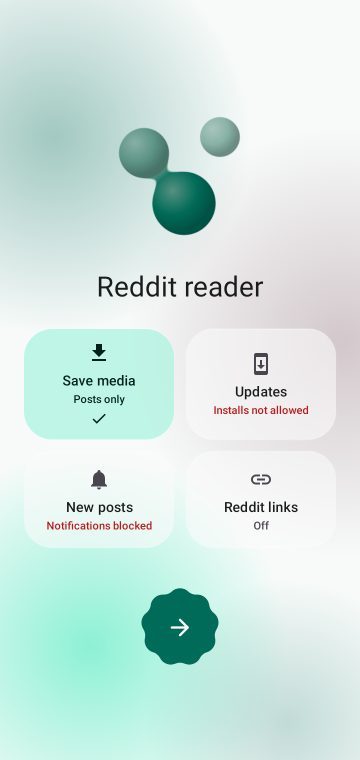 Reddit reader
Save media
Posts only
Updates
Installs not allowed
New posts
Notifications blocked
Reddit links
Off